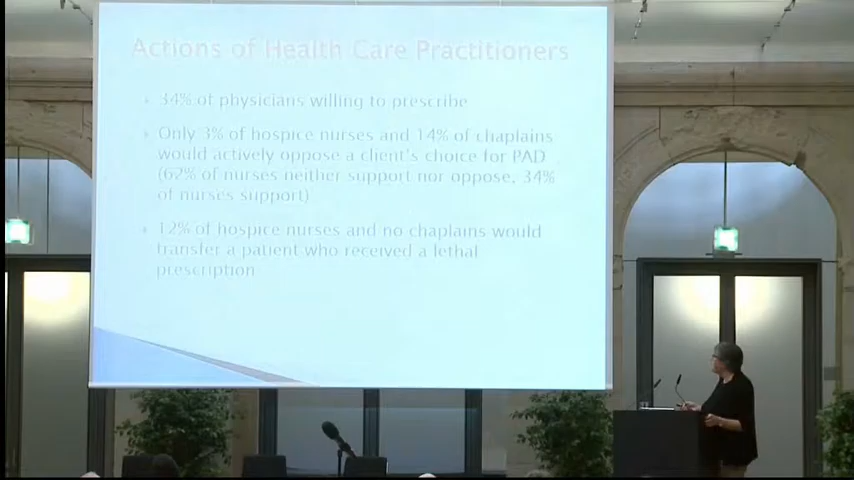 Actions of Health Care Practitioners
34% of physicians willing to prescribe
Only 3% of hospice nurses and 14% of chaplains
would actively oppose a client's choice for PAD
(62% of nurses neither support nor oppose, 34%
of nurses support)
12% of hospice nurses and no chaplains would
transfer a patient who received a lethal
prescription